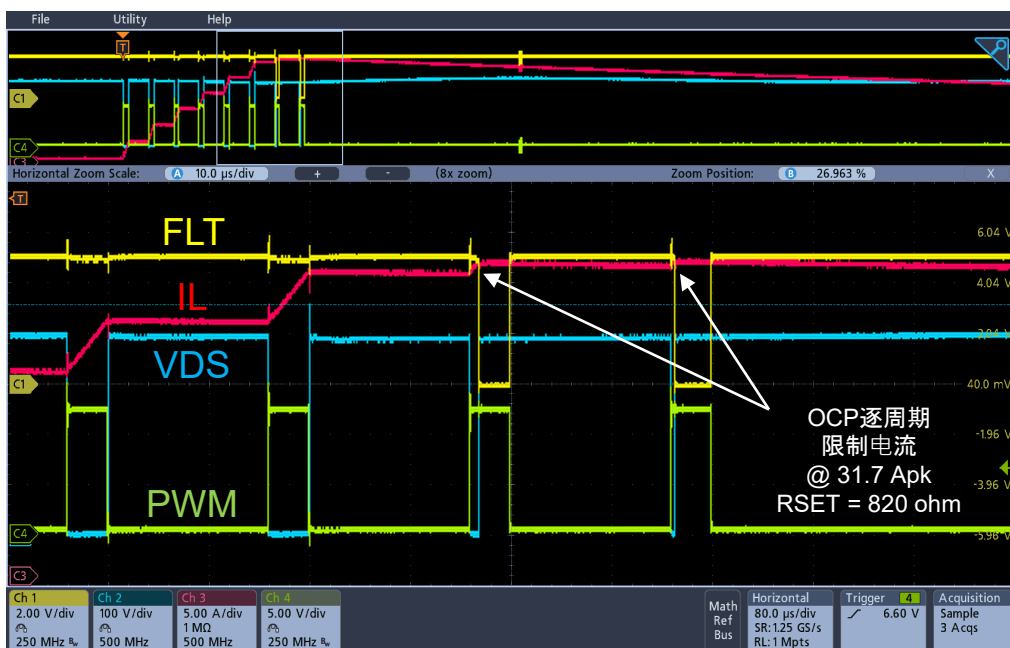 File Utility Help
T
C1
C4
C3
Horizontal Zoom Scale: A 10.0 µs/div + - (8x zoom) Zoom Position: B 26.963 % X
T
FLT
6.04 V
IL
4.04 V
VDS
2.04 V
C1
40.0 mV
OCP逐周期
限制电流
@ 31.7 Apk
RSET = 820 ohm
-1.96 V
-3.96 V
PWM
C4
-5.96 V
C3
Ch 1
2.00 V/div
250 MHz Bw
Ch 2
100 V/div
500 MHz
Ch 3
5.00 A/div
1 MΩ
500 MHz
Ch 4
5.00 V/div
250 MHz Bw
Math
Ref
Bus
Horizontal
80.0 µs/div
SR:1.25 GS/s
RL:1 Mpts
Trigger 4
6.60 V
Acquisition
Sample
3 Acqs